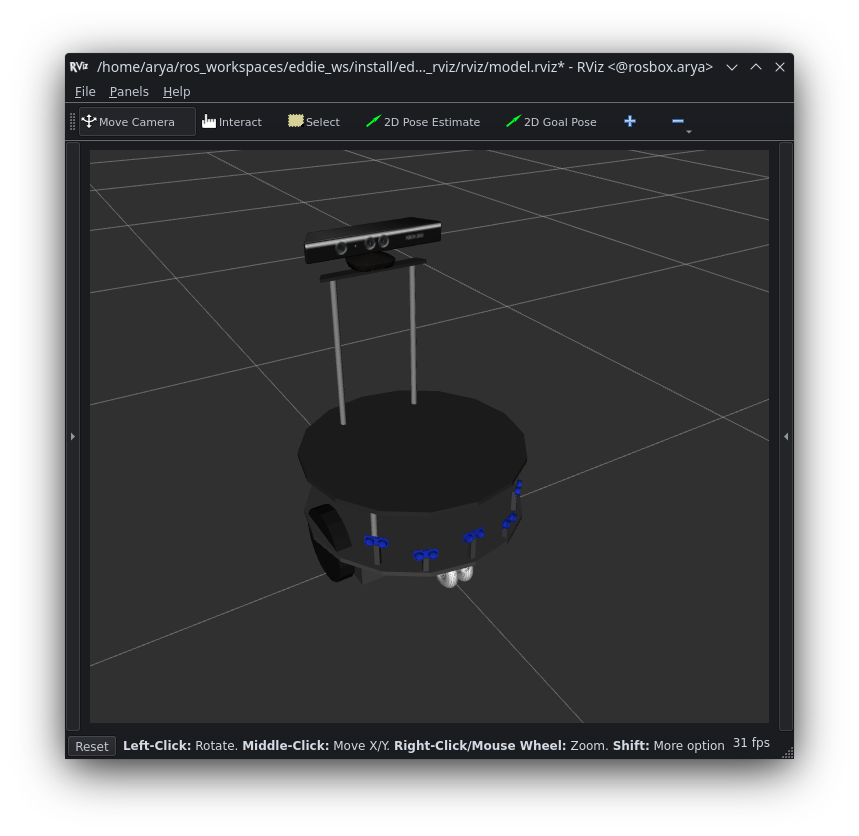 RViz /home/arya/ros_workspaces/eddie_ws/install/ed..._rviz/rviz/model.rviz* - RViz <@rosbox.arya>
File Panels Help
Move Camera Interact Select 2D Pose Estimate 2D Goal Pose
XBOX 360
Reset Left-Click: Rotate. Middle-Click: Move X/Y. Right-Click/Mouse Wheel: Zoom. Shift: More option 31 fps